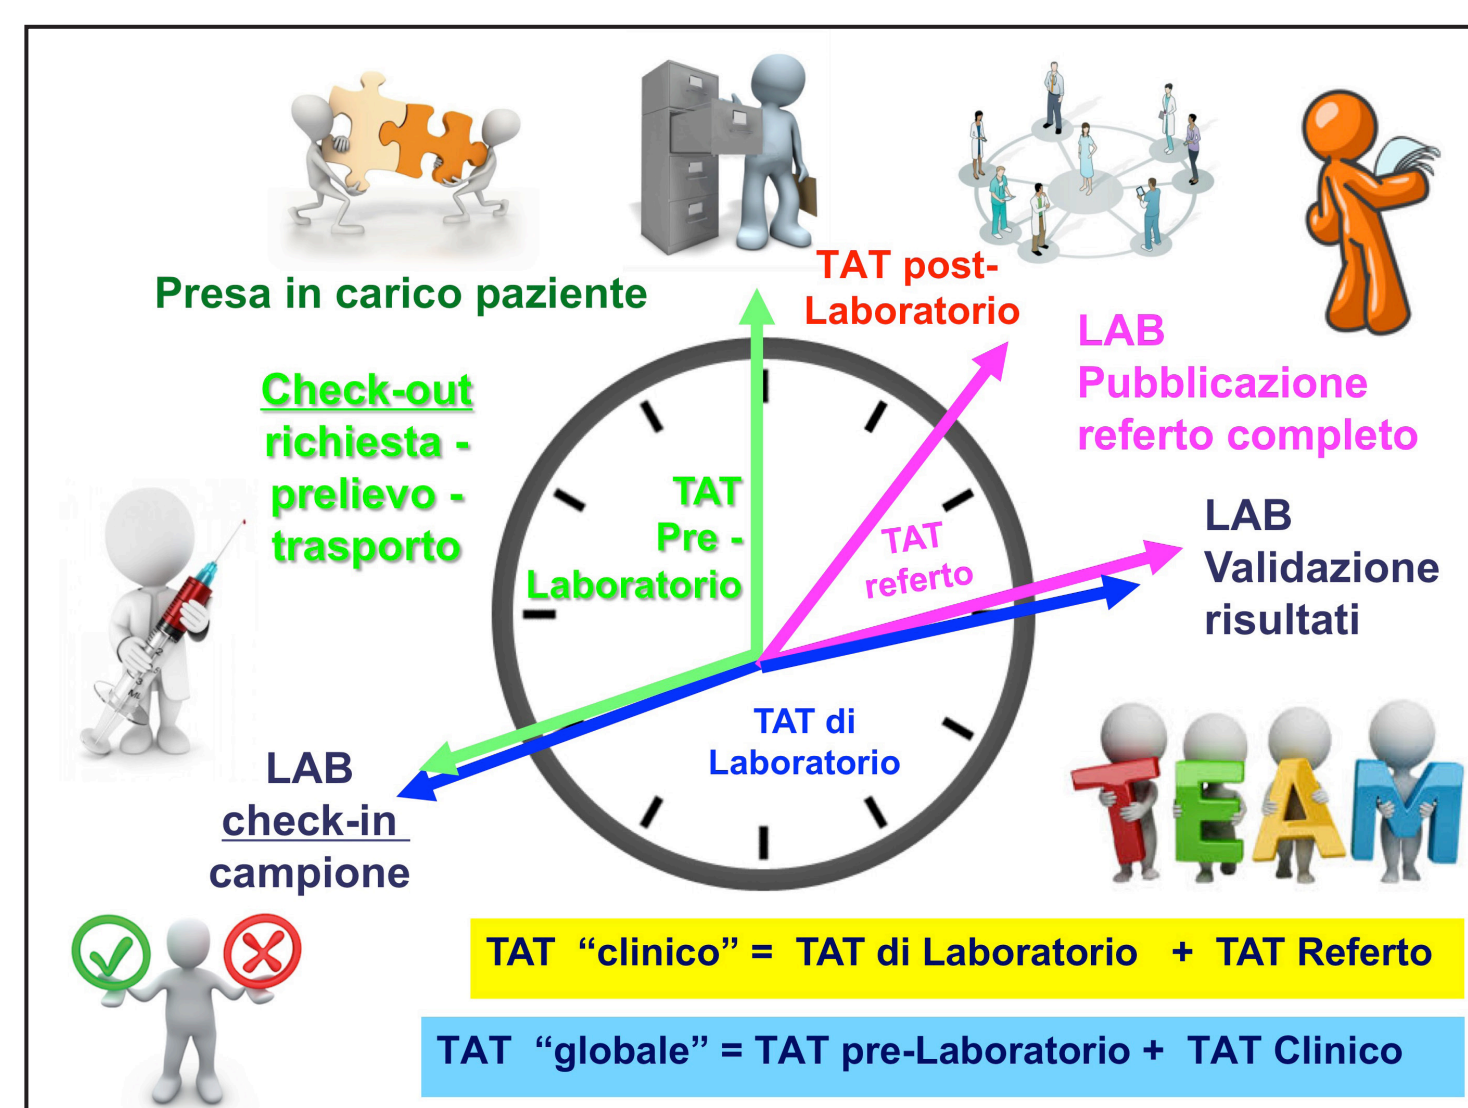 Presa in carico paziente
TAT post-
Laboratorio
LAB
Pubblicazione
referto completo
Check-out
richiesta -
prelievo -
trasporto
TAT
Pre -
Laboratorio
TAT
referto
LAB
Validazione
risultati
TAT di
Laboratorio
LAB
check-in
campione
TEAM
TAT “clinico” = TAT di Laboratorio + TAT Referto
TAT “globale” = TAT pre-Laboratorio + TAT Clinico